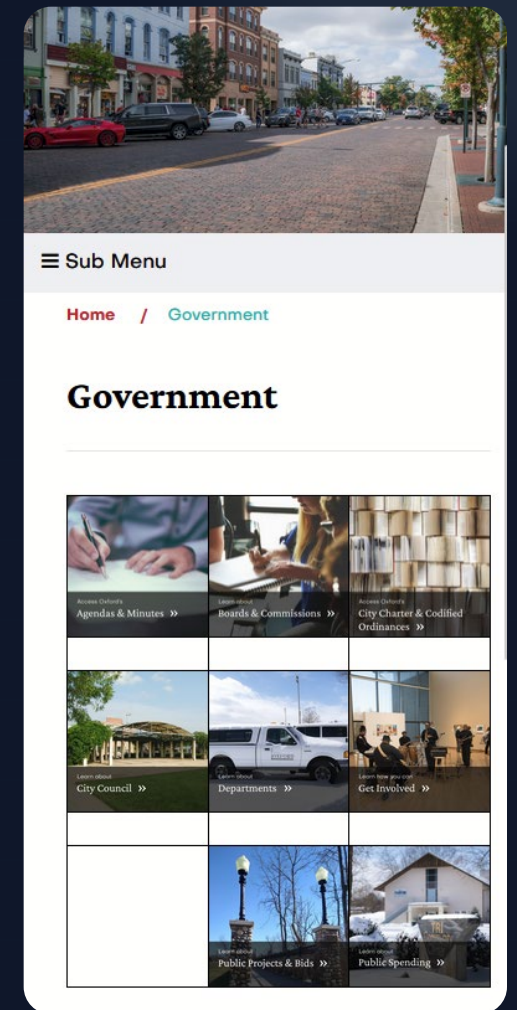 Sub Menu
Home / Government
Government
Access Oxford's
Agendas & Minutes »
Learn about
Boards & Commissions »
Access Oxford's
City Charter & Codified
Ordinances »
Learn about
City Council »
Learn about
Departments »
Learn how you can
Get Involved »
Learn about
Public Projects & Bids »
Learn about
Public Spending »